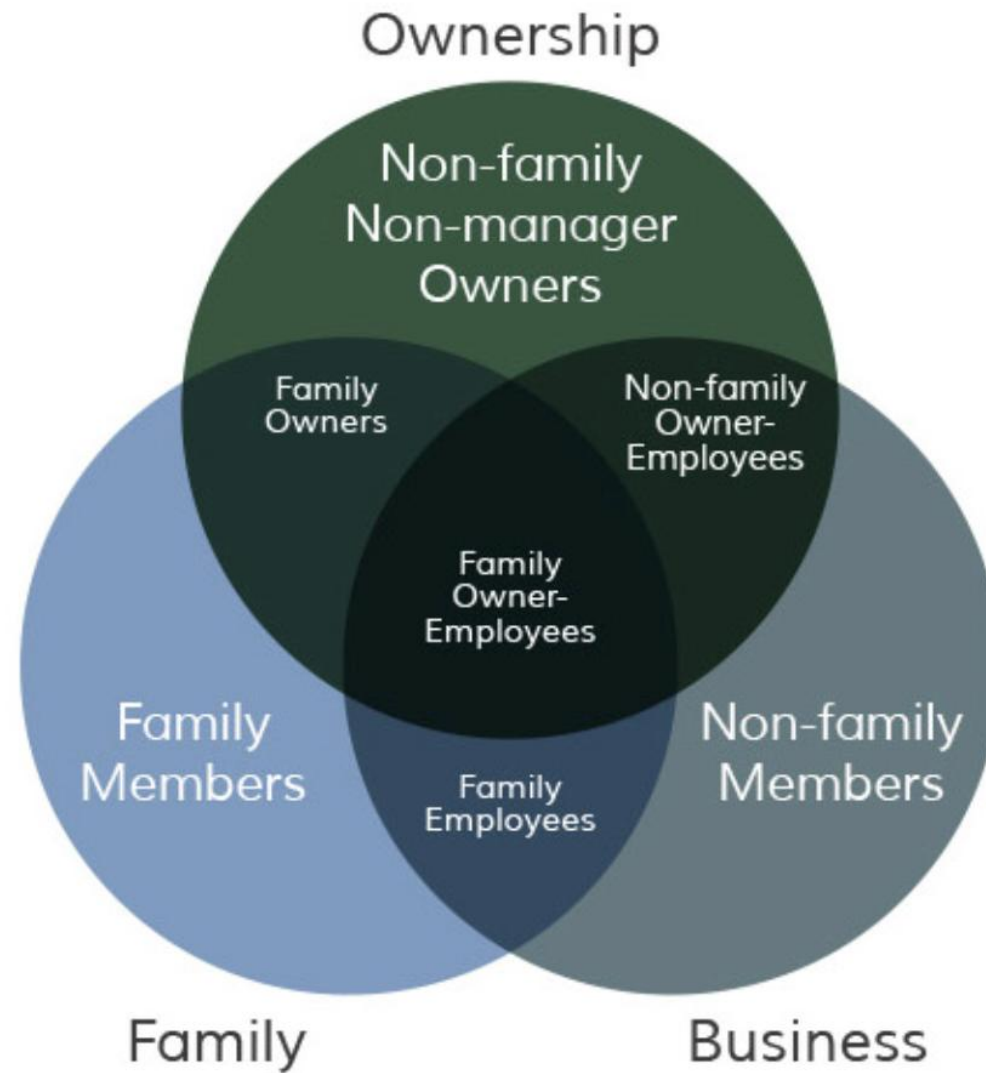 Ownership
Non-family
Non-manager
Owners
Family
Owners
Non-family
Owner-
Employees
Family
Owner-
Employees
Family
Members
Non-family
Members
Family
Employees
Family
Business